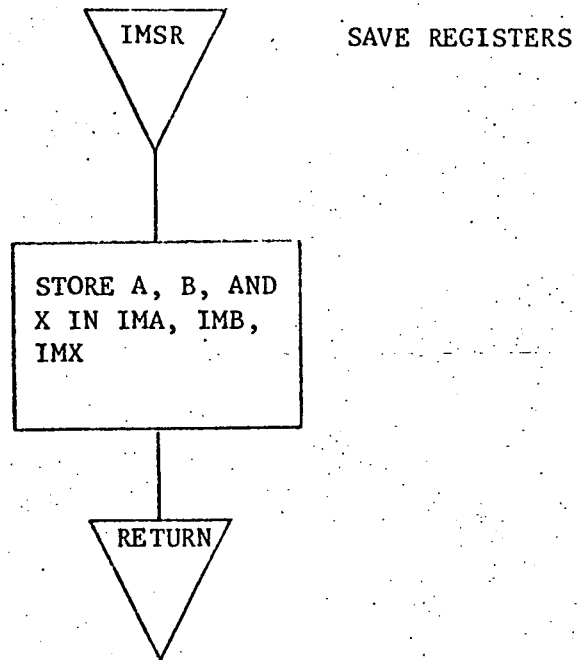 IMSR
SAVE REGISTERS
STORE A, B, AND
X IN IMA, IMB,
IMX
RETURN